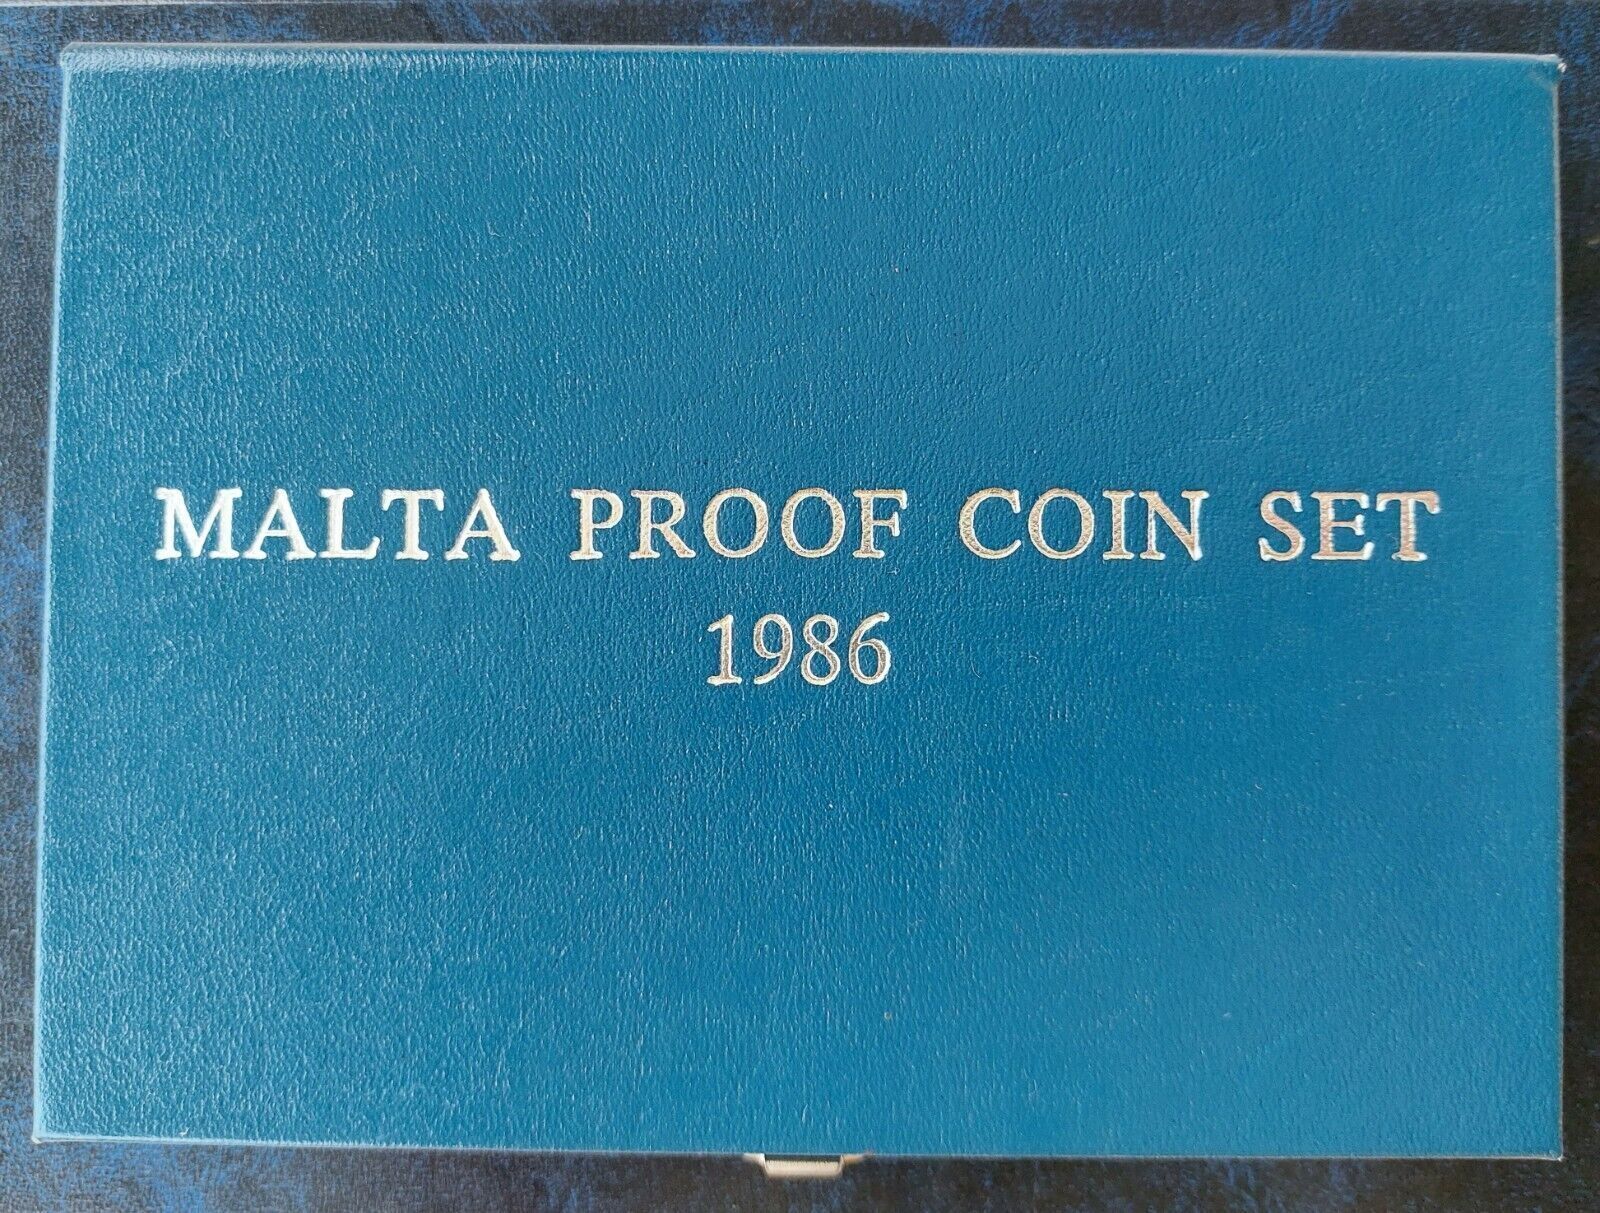 MALTA PROOF COIN SET
1986